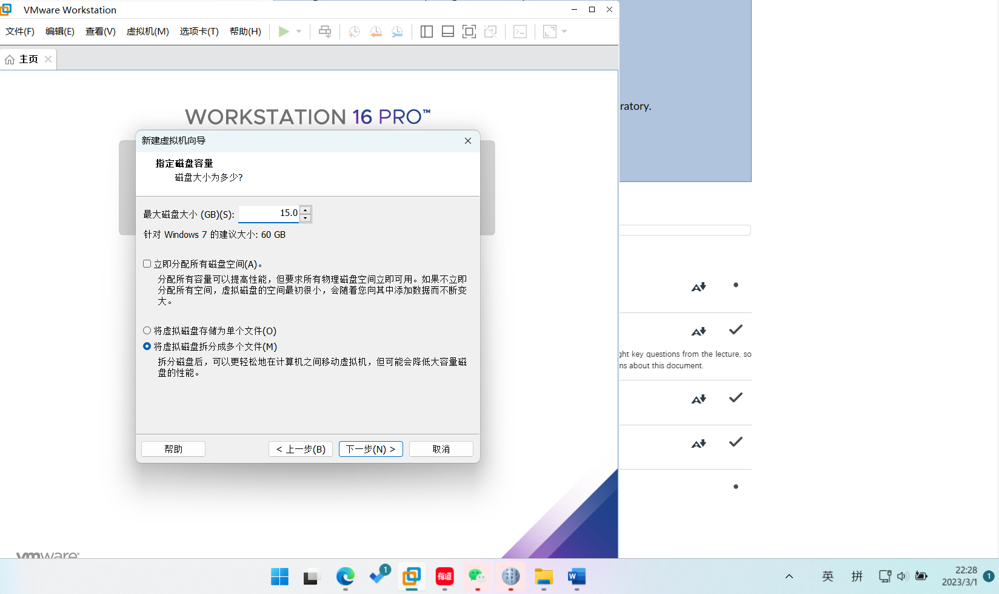 VMware Workstation
文件(F) 编辑(E) 查看(V) 虚拟机(M) 选项卡(T) 帮助(H)
主页
ratory.
WORKSTATION 16 PRO™
新建虚拟机向导
指定磁盘容量
磁盘大小为多少?
最大磁盘大小 (GB)(S): 15.0
针对 Windows 7 的建议大小: 60 GB
立即分配所有磁盘空间(A)。
分配所有容量可以提高性能，但要求所有物理磁盘空间立即可用。如果不立即
分配所有空间，虚拟磁盘的空间最初很小，会随着您向其中添加数据而不断变
大。
将虚拟磁盘存储为单个文件(O)
将虚拟磁盘拆分成多个文件(M)
拆分磁盘后，可以更轻松地在计算机之间移动虚拟机，但可能会降低大容量磁
盘的性能。
ght key questions from the lecture, so
ns about this document.
帮助 < 上一步(B) 下一步(N) > 取消
vmware
1
有道
W
英 拼
22:28
2023/3/1
1